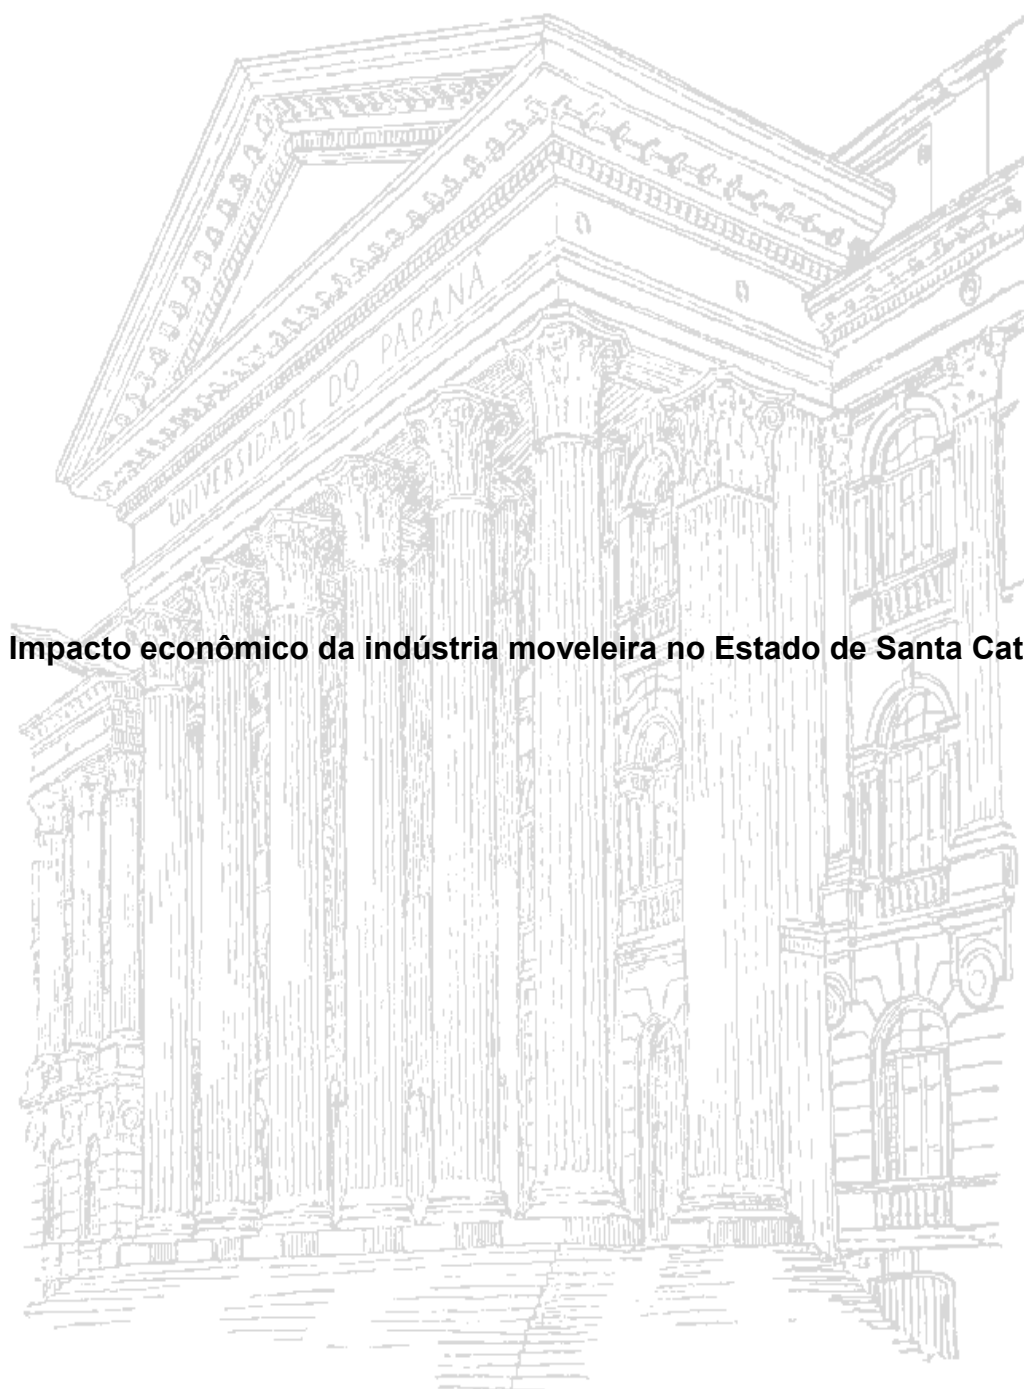 UNIVERSIDADE DO PARANÁ
Impacto econômico da indústria moveleira no Estado de Santa Cat